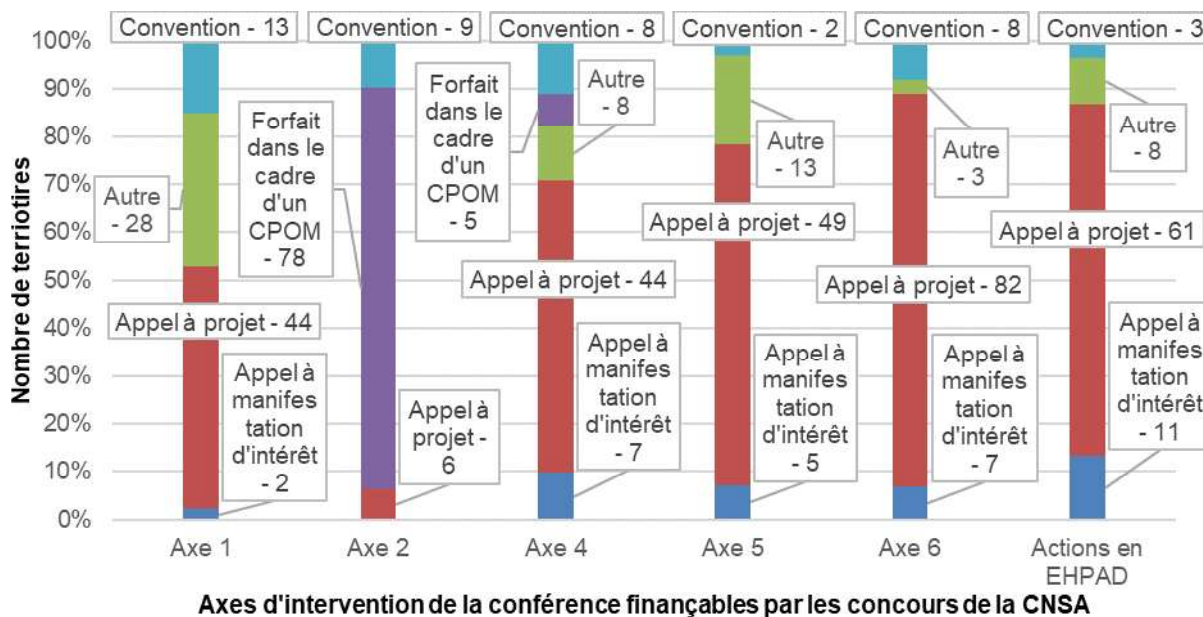 Nombre de terriotires
100%
90%
80%
70%
60%
50%
40%
30%
20%
10%
0%
Convention - 13
Autre
- 28
Appel à projet - 44
Appel à
manifes
tation
d'intérêt
- 2
Convention - 9
Forfait
dans le
cadre
d'un
CPOM
- 78
Appel à
projet -
6
Convention - 8
Forfait
dans le
cadre
d'un
CPOM
- 5
Autre
- 8
Appel à projet - 44
Appel à
manifes
tation
d'intérêt
- 7
Convention - 2
Autre
- 13
Appel à projet - 49
Appel à
manifes
tation
d'intérêt
- 5
Convention - 8
Autre
- 3
Appel à projet - 82
Appel à
manifes
tation
d'intérêt
- 7
Convention - 3
Autre
- 8
Appel à projet - 61
Appel à
manifes
tation
d'intérêt
- 11
Axe 1
Axe 2
Axe 4
Axe 5
Axe 6
Actions en
EHPAD
Axes d'intervention de la conférence finançables par les concours de la CNSA